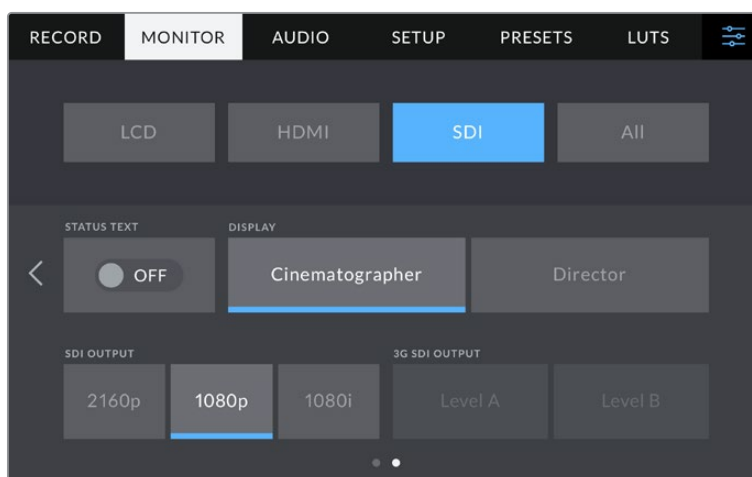 RECORD MONITOR AUDIO SETUP PRESETS LUTS
LCD HDMI SDI All
STATUS TEXT DISPLAY
OFF Cinematographer Director
SDI OUTPUT 3G SDI OUTPUT
2160p 1080p 1080i Level A Level B